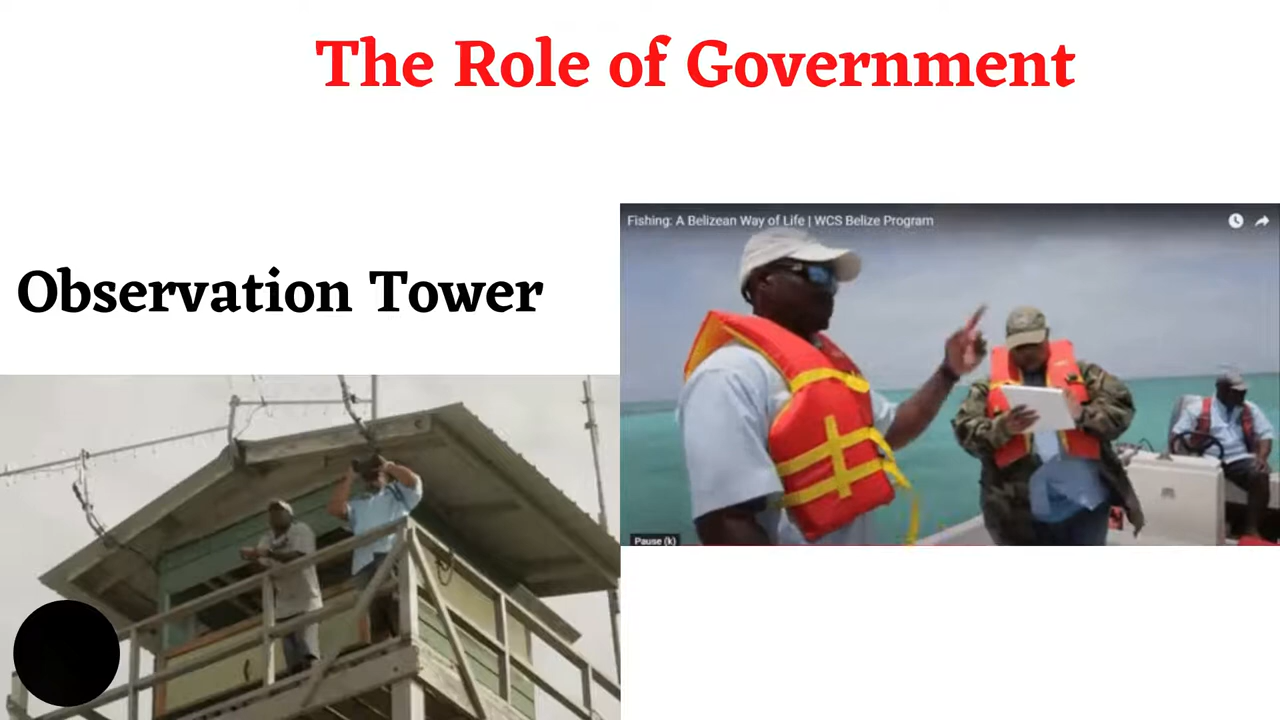 The Role of Government
Fishing: A Belizean Way of Life | WCS Belize Program
Observation Tower
Pause (k)